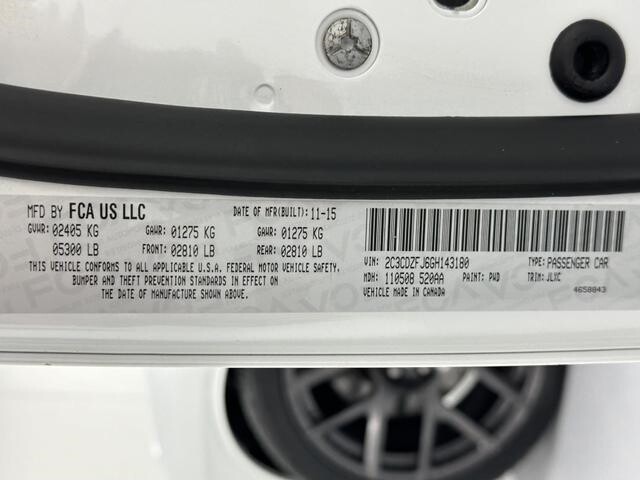 MFD BY FCA US LLC DATE OF MFR(BUILT): 11-15
GVWR: 02405 KG GAWR: 01275 KG GAWR: 01275 KG
05300 LB FRONT: 02810 LB REAR: 02810 LB
THIS VEHICLE CONFORMS TO ALL APPLICABLE U.S.A. FEDERAL MOTOR VEHICLE SAFETY,
BUMPER AND THEFT PREVENTION STANDARDS IN EFFECT ON
THE DATE OF MANUFACTURE SHOWN ABOVE.
VIN: 2C3CDZFJ6GH143180 TYPE: PASSENGER CAR
MDH: 110508 520AA PAINT: PWD TRIM: JLXC
VEHICLE MADE IN CANADA 4658843